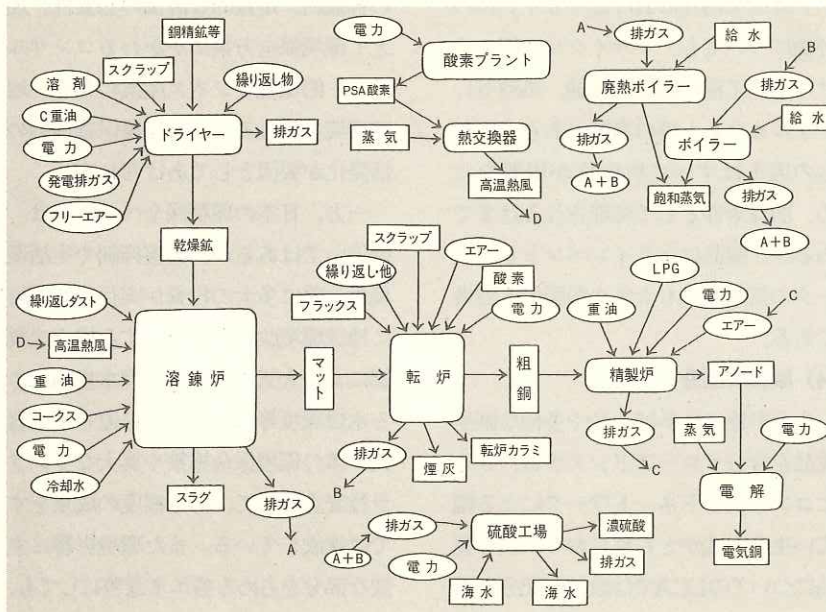 銅精鉱等
スクラップ
溶剤
C重油
電力
発電排ガス
フリーエアー
繰り返し物
ドライヤー
排ガス
乾燥鉱
電力
酸素プラント
PSA酸素
蒸気
熱交換器
高温熱風
D
A
排ガス
給水
廃熱ボイラー
排ガス
A+B
飽和蒸気
B
排ガス
給水
ボイラー
排ガス
A+B
繰り返しダスト
D
高温熱風
重油
コークス
電力
冷却水
溶錬炉
スラグ
排ガス
A
マット
スクラップ
繰り返し・他
フラックス
エアー
酸素
電力
転炉
排ガス
B
煙灰
転炉カラミ
粗銅
LPG
重油
電力
エアー
C
精製炉
アノード
排ガス
C
蒸気
電力
電解
電気銅
A+B
排ガス
電力
硫酸工場
海水
海水
濃硫酸
排ガス